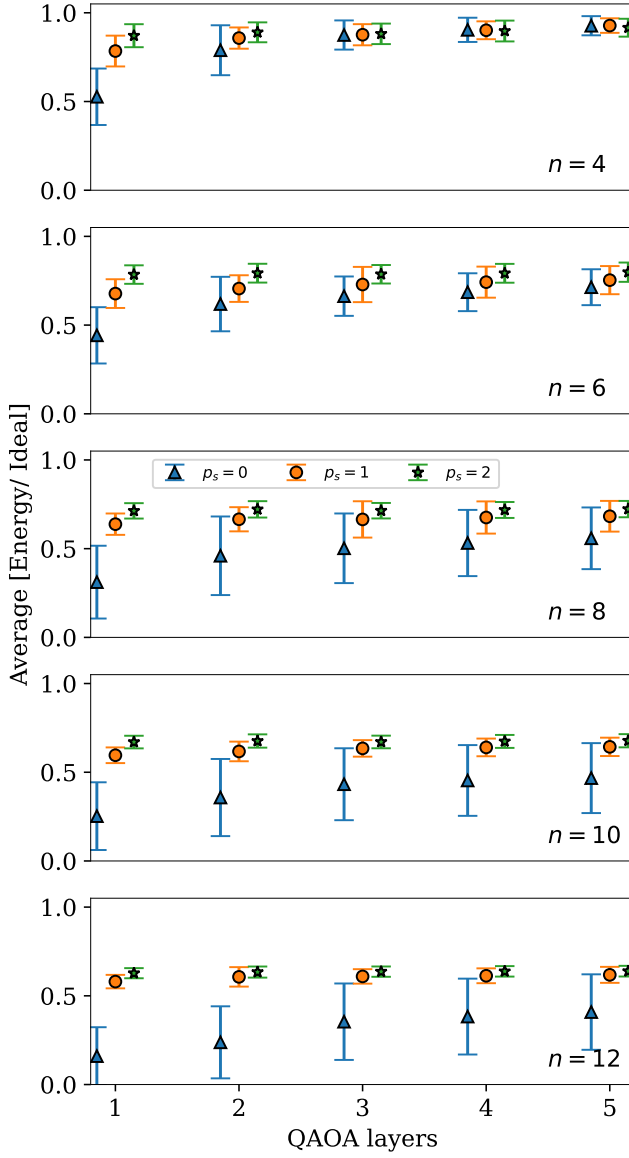 1.0
0.5
0.0
n = 4
1.0
0.5
0.0
n = 6
Average [Energy/ Ideal]
1.0
0.5
0.0
p_s = 0 p_s = 1 p_s = 2
n = 8
1.0
0.5
0.0
n = 10
1.0
0.5
0.0
n = 12
1 2 3 4 5
QAOA layers